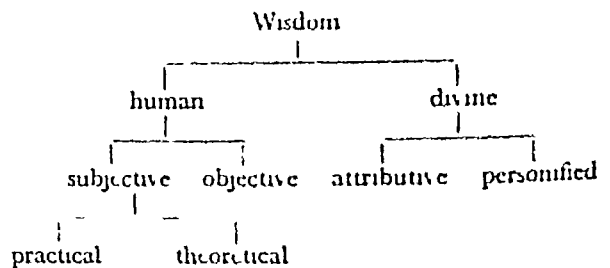 Wisdom
human divine
subjective objective attributive personified
practical theoretical